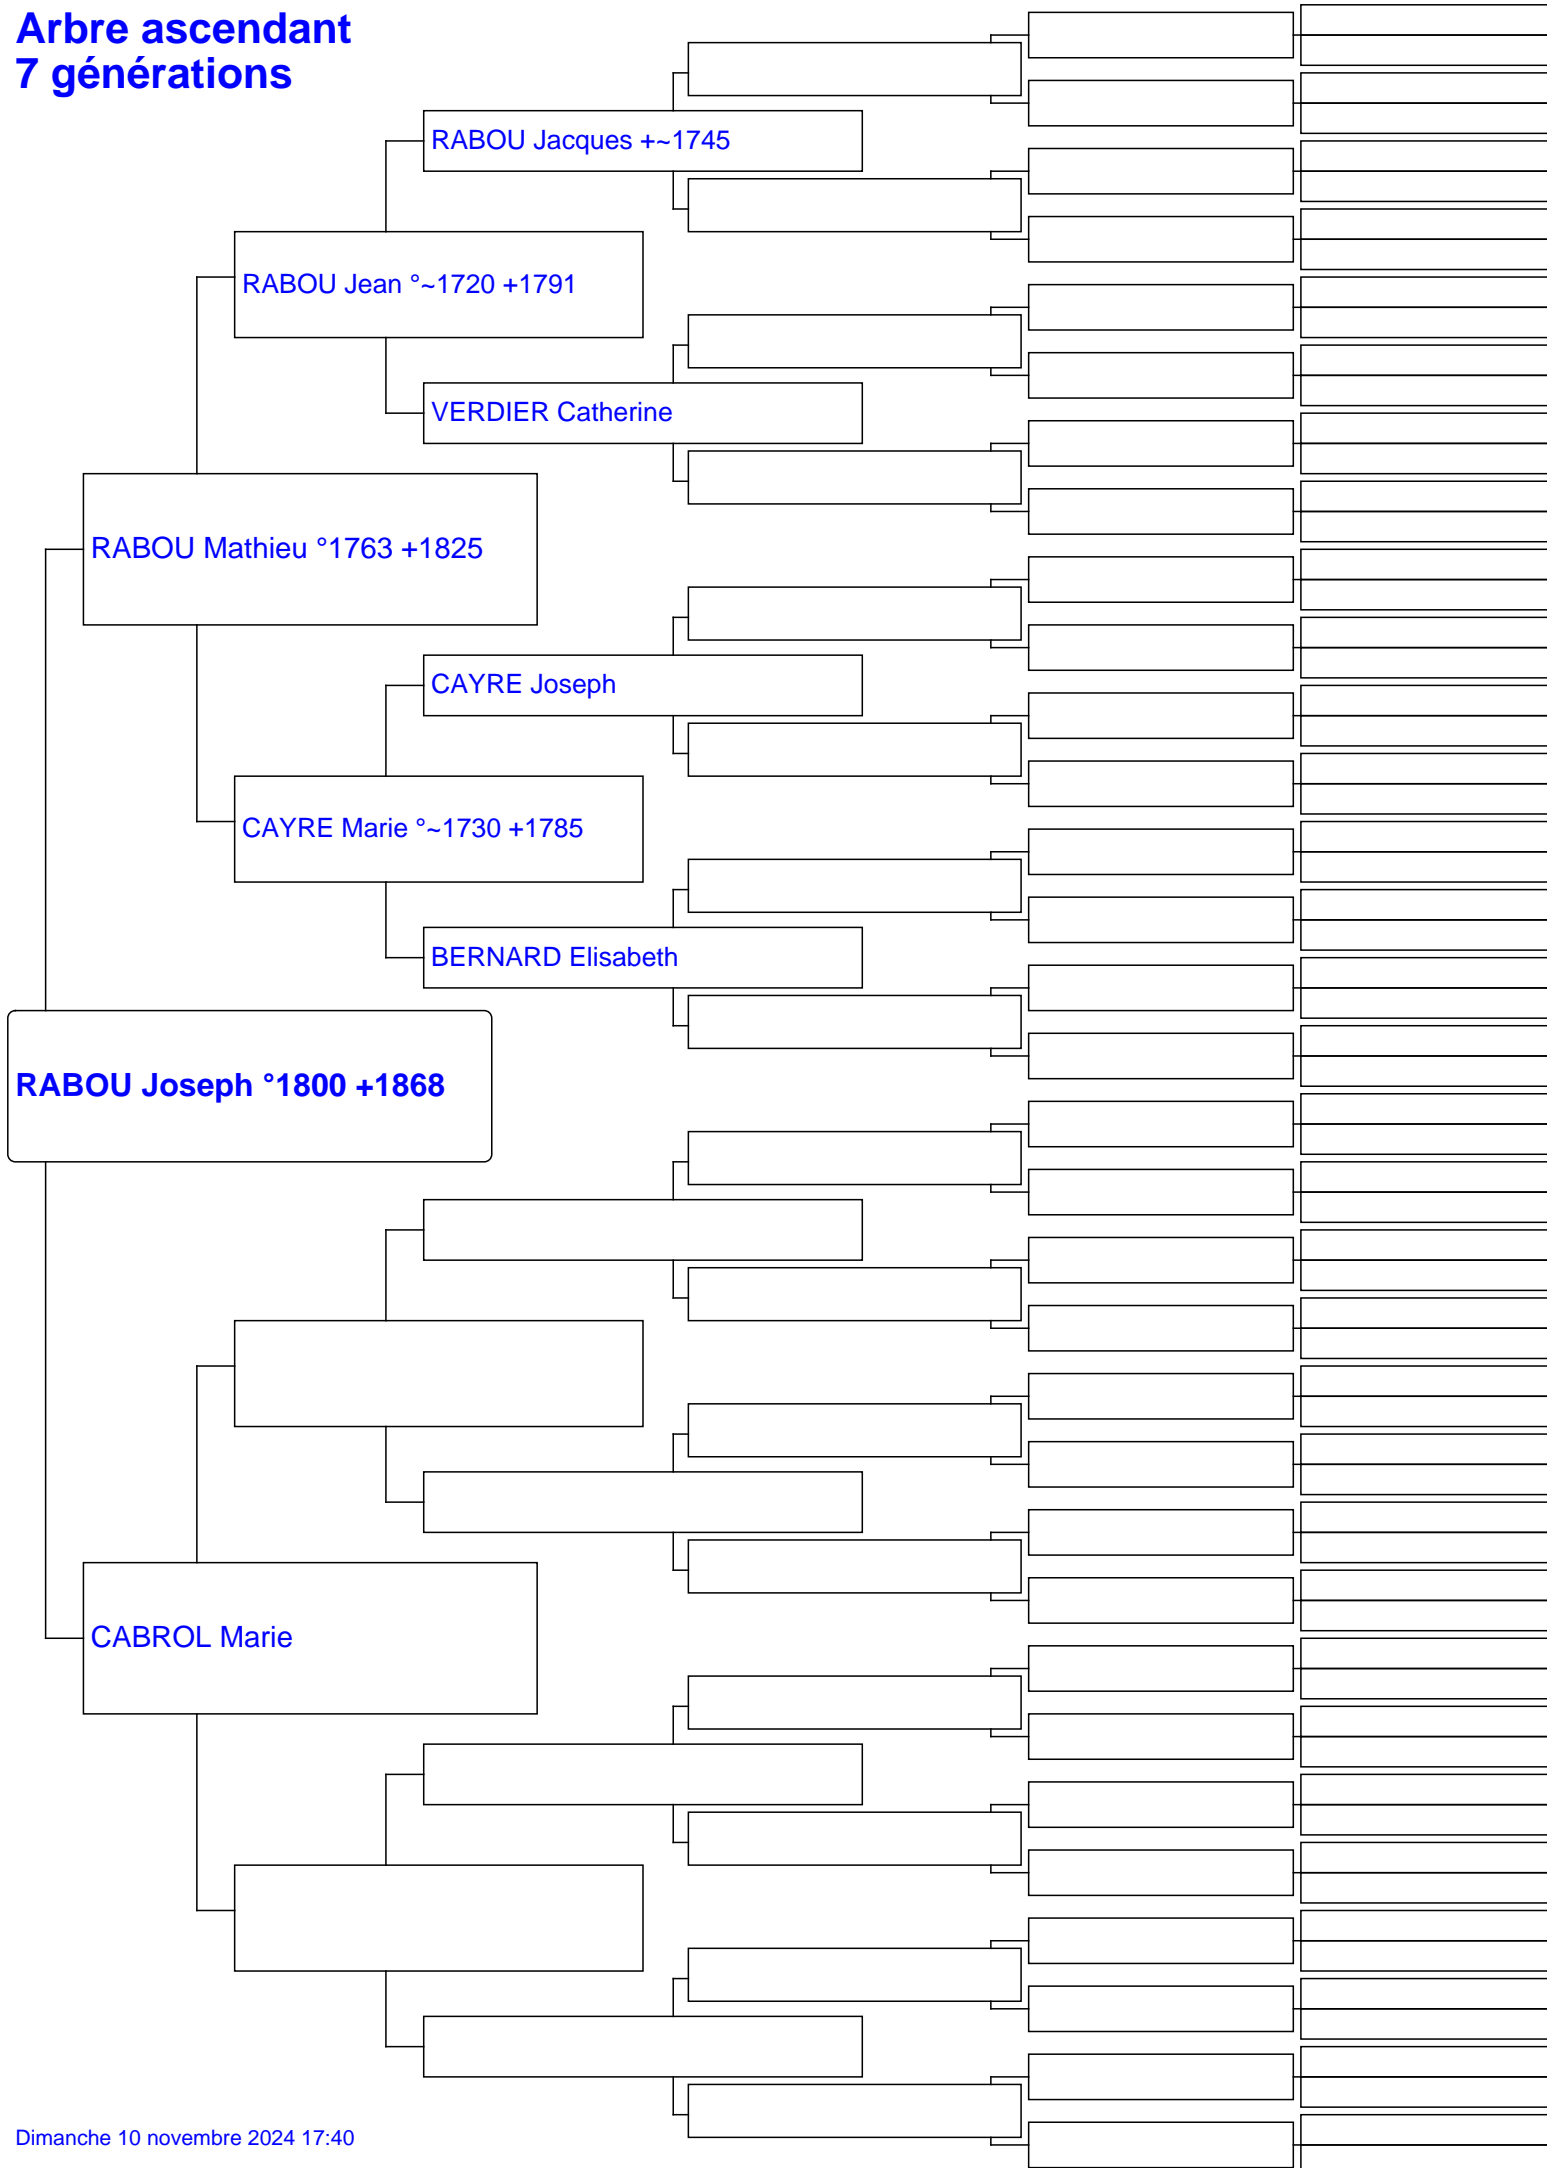 Arbre ascendant
7 générations
RABOU Jacques +~1745
RABOU Jean °~1720 +1791
VERDIER Catherine
RABOU Mathieu °1763 +1825
CAYRE Joseph
CAYRE Marie °~1730 +1785
BERNARD Elisabeth
RABOU Joseph °1800 +1868
CABROL Marie
Dimanche 10 novembre 2024 17:40